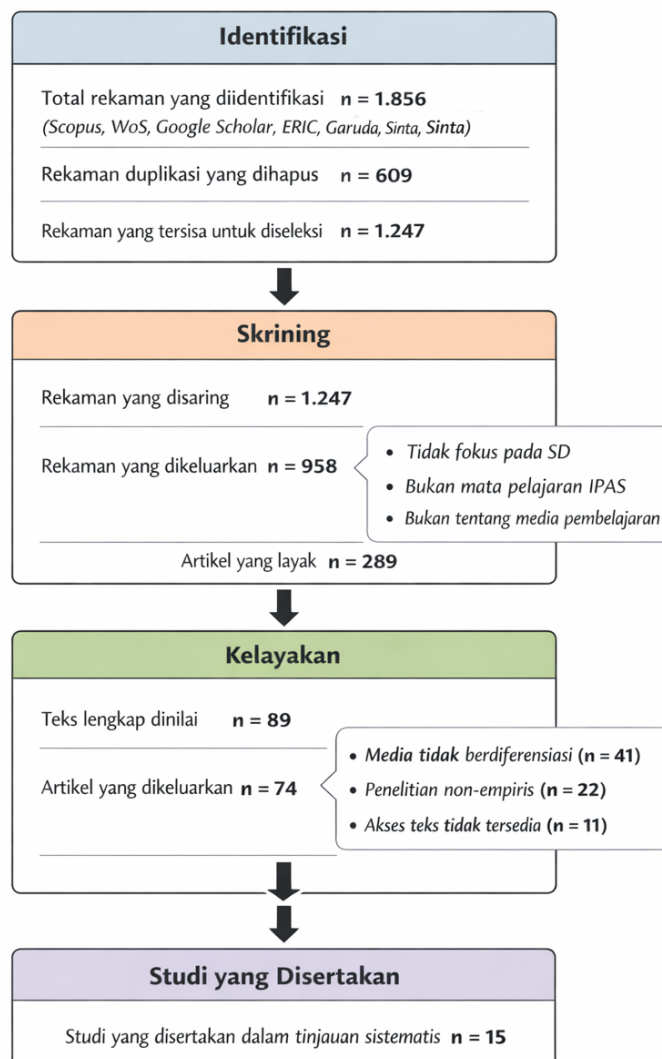 Identifikasi
Total rekaman yang diidentifikasi n = 1.856
(Scopus, WoS, Google Scholar, ERIC, Garuda, Sinta, Sinta)
Rekaman duplikasi yang dihapus n = 609
Rekaman yang tersisa untuk diseleksi n = 1.247
Skrining
Rekaman yang disaring n = 1.247
Rekaman yang dikeluarkan n = 958
• Tidak fokus pada SD
• Bukan mata pelajaran IPAS
• Bukan tentang media pembelajaran
Artikel yang layak n = 289
Kelayakan
Teks lengkap dinilai n = 89
Artikel yang dikeluarkan n = 74
• Media tidak berdiferensiasi (n = 41)
• Penelitian non-empiris (n = 22)
• Akses teks tidak tersedia (n = 11)
Studi yang Disertakan
Studi yang disertakan dalam tinjauan sistematis n = 15